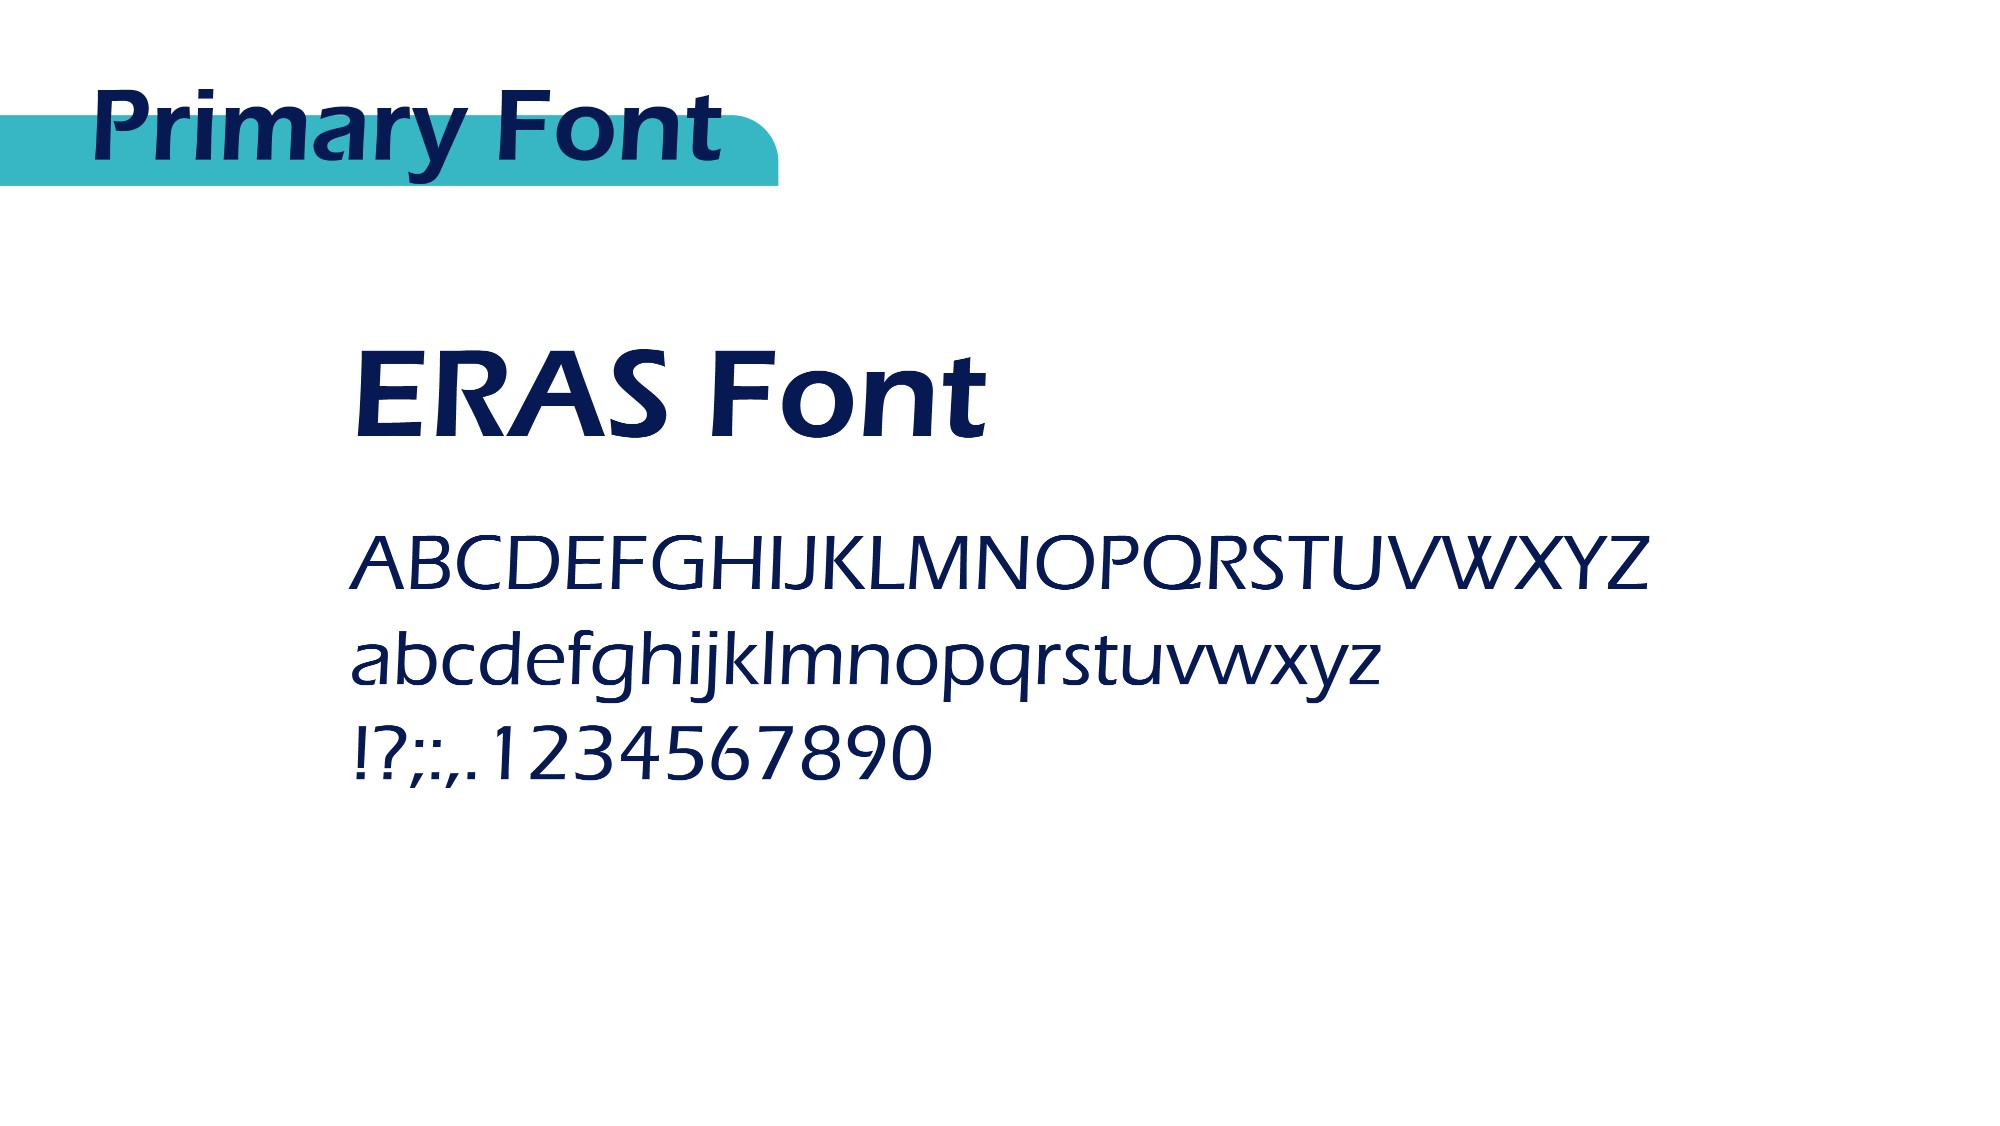 Primary Font
ERAS Font
ABCDEFGHIJKLMNOPQRSTUVWXYZ
abcdefghijklmnopqrstuvwxyz
!?;:,.1234567890